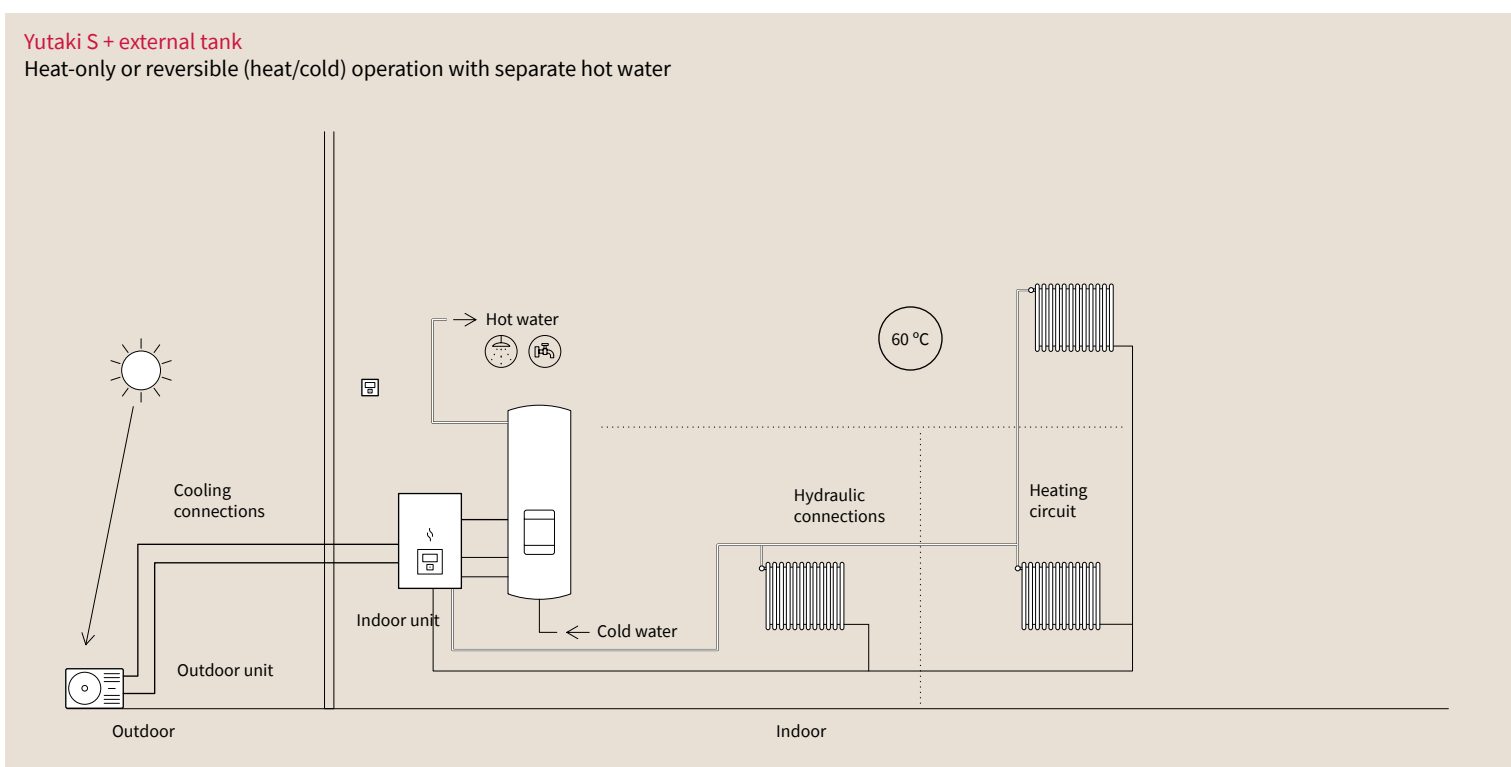 Yutaki S + external tank
Heat-only or reversible (heat/cold) operation with separate hot water
Hot water
60 ºC
Cooling
connections
Hydraulic
connections
Heating
circuit
Indoor unit
Cold water
Outdoor unit
Outdoor
Indoor